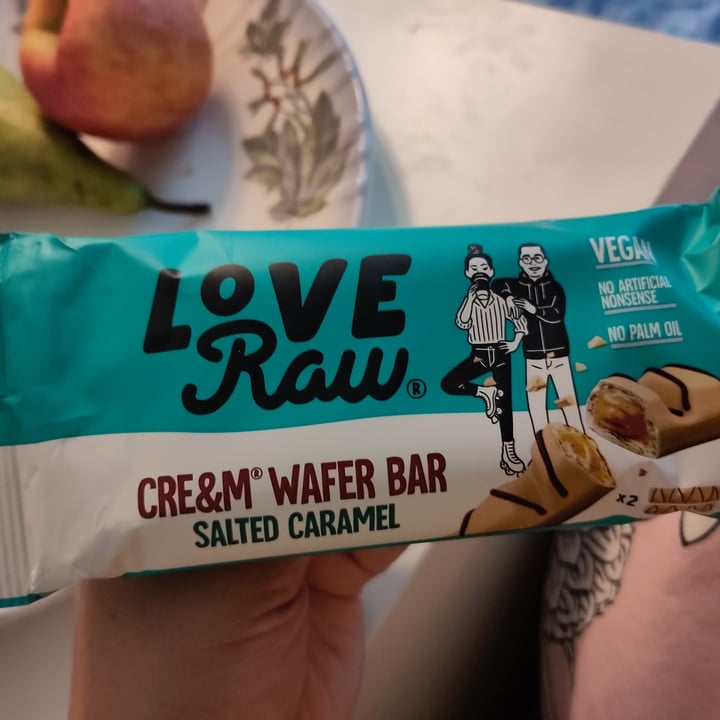 LoVE
Raw®
CRE&M® WAFER BAR
SALTED CARAMEL
VEGAN
NO ARTIFICIAL
NONSENSE
NO PALM OIL
x2